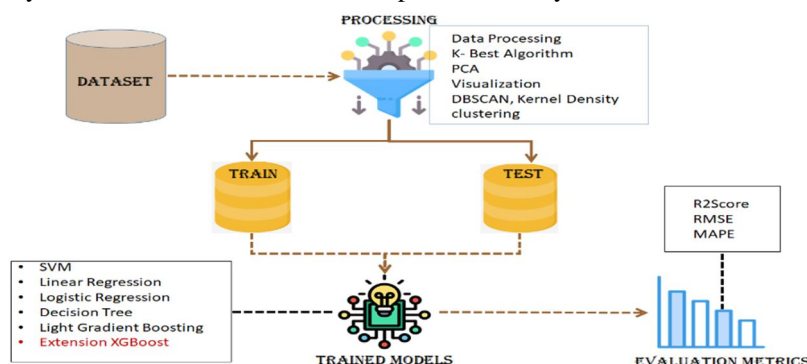 PROCESSING
Data Processing
K- Best Algorithm
PCA
Visualization
DBSCAN, Kernel Density
clustering
DATASET
TRAIN
TEST
R2Score
RMSE
MAPE
• SVM
• Linear Regression
• Logistic Regression
• Decision Tree
• Light Gradient Boosting
• Extension XGBoost
TRAINED MODELS
EVALUATION METRICS